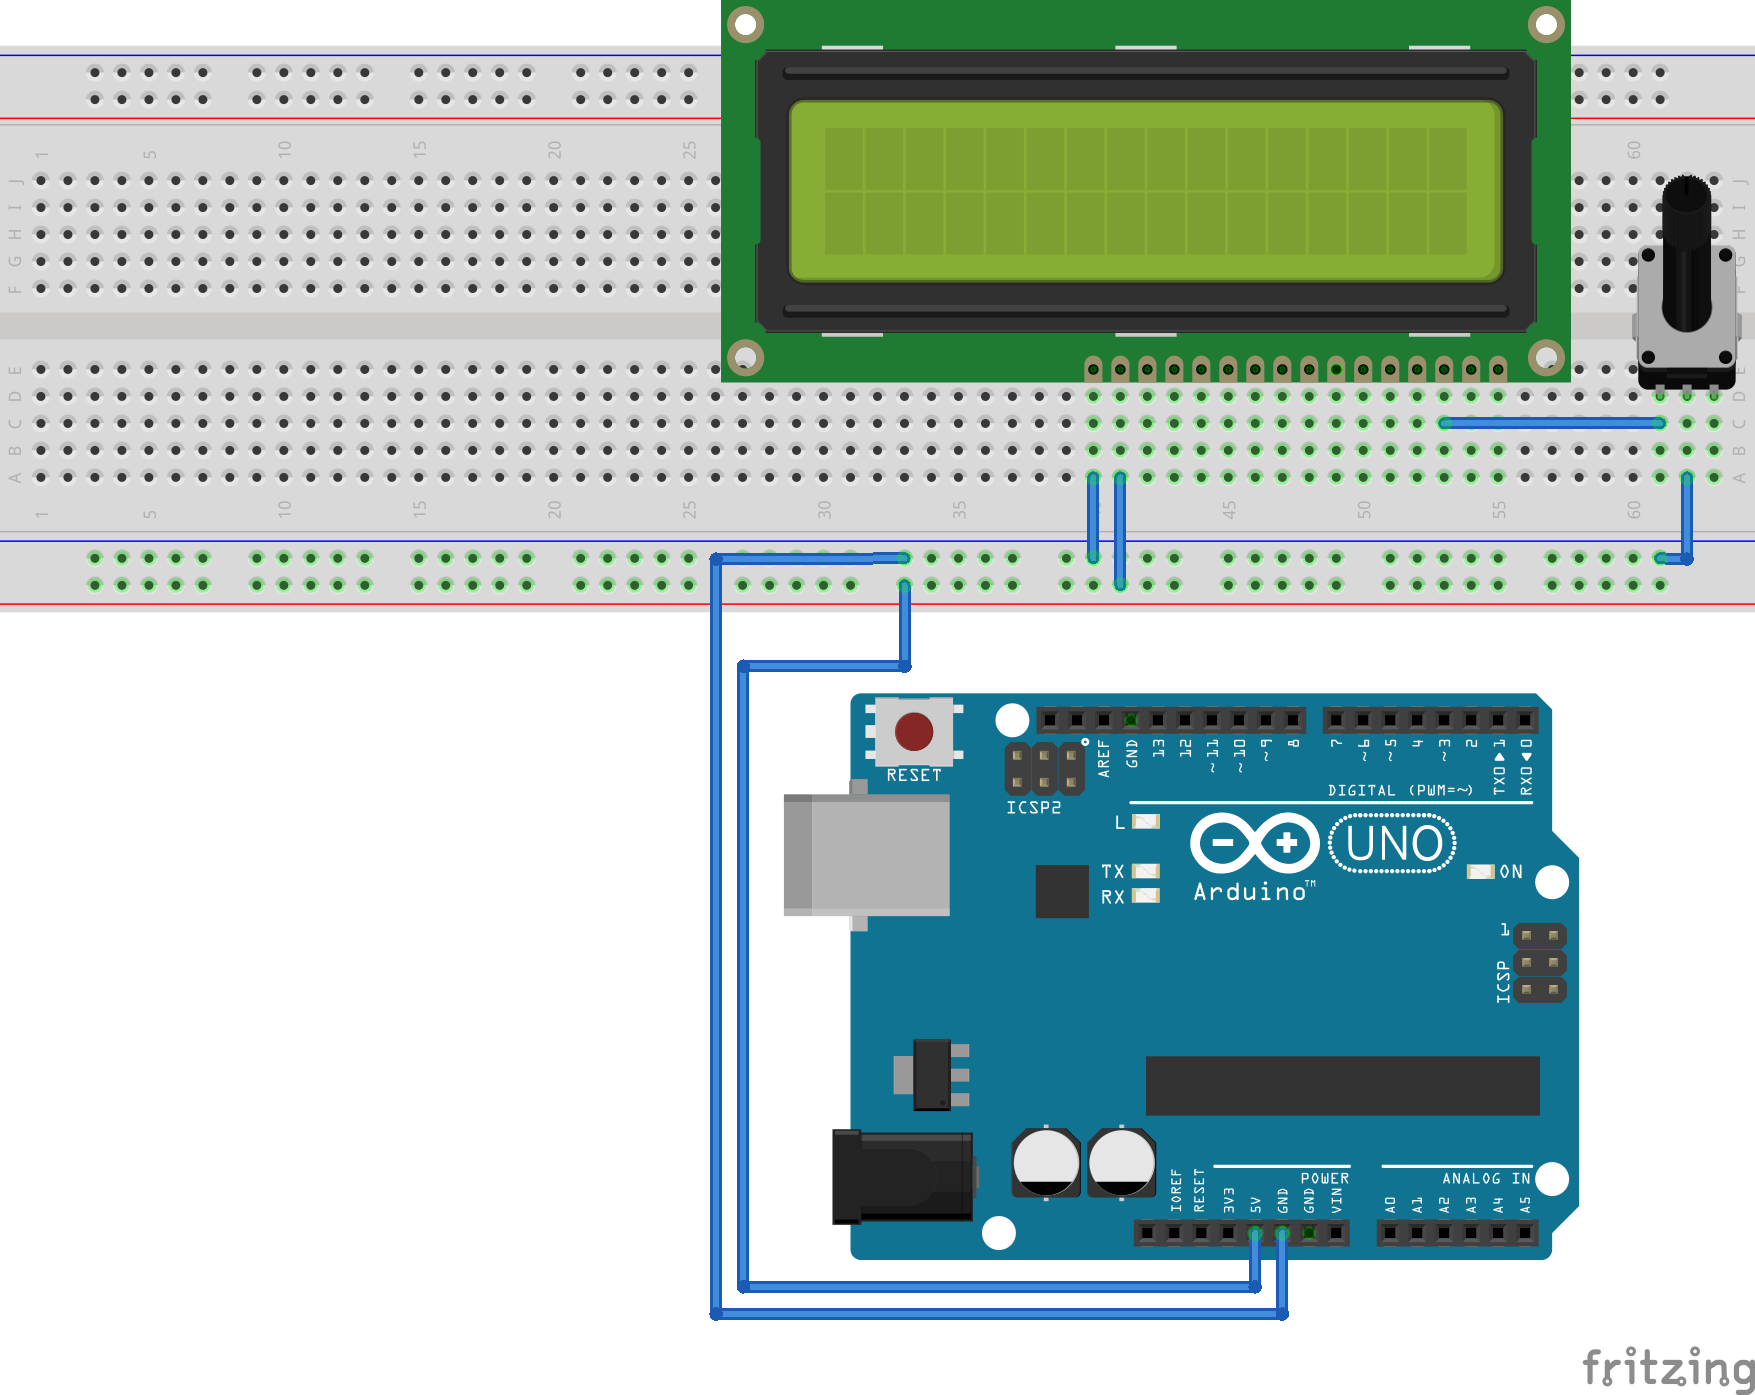 1 5 10 15 20 25 60
J J
I I
H H
G G
F F
E E
D D
C C
B B
A A
1 5 10 15 20 25 30 35 45 50 55 60
RESET
ICSP2
AREF GND 13 12 ~11 ~10 ~9 8 7 ~6 ~5 4 ~3 2 TX0▶1 RX0◀0
DIGITAL (PWM=~)
L
TX
RX
UNO
Arduino™
ON
1
ICSP
POWER
ANALOG IN
IOREF RESET 3V3 5V GND GND VIN A0 A1 A2 A3 A4 A5
fritzing